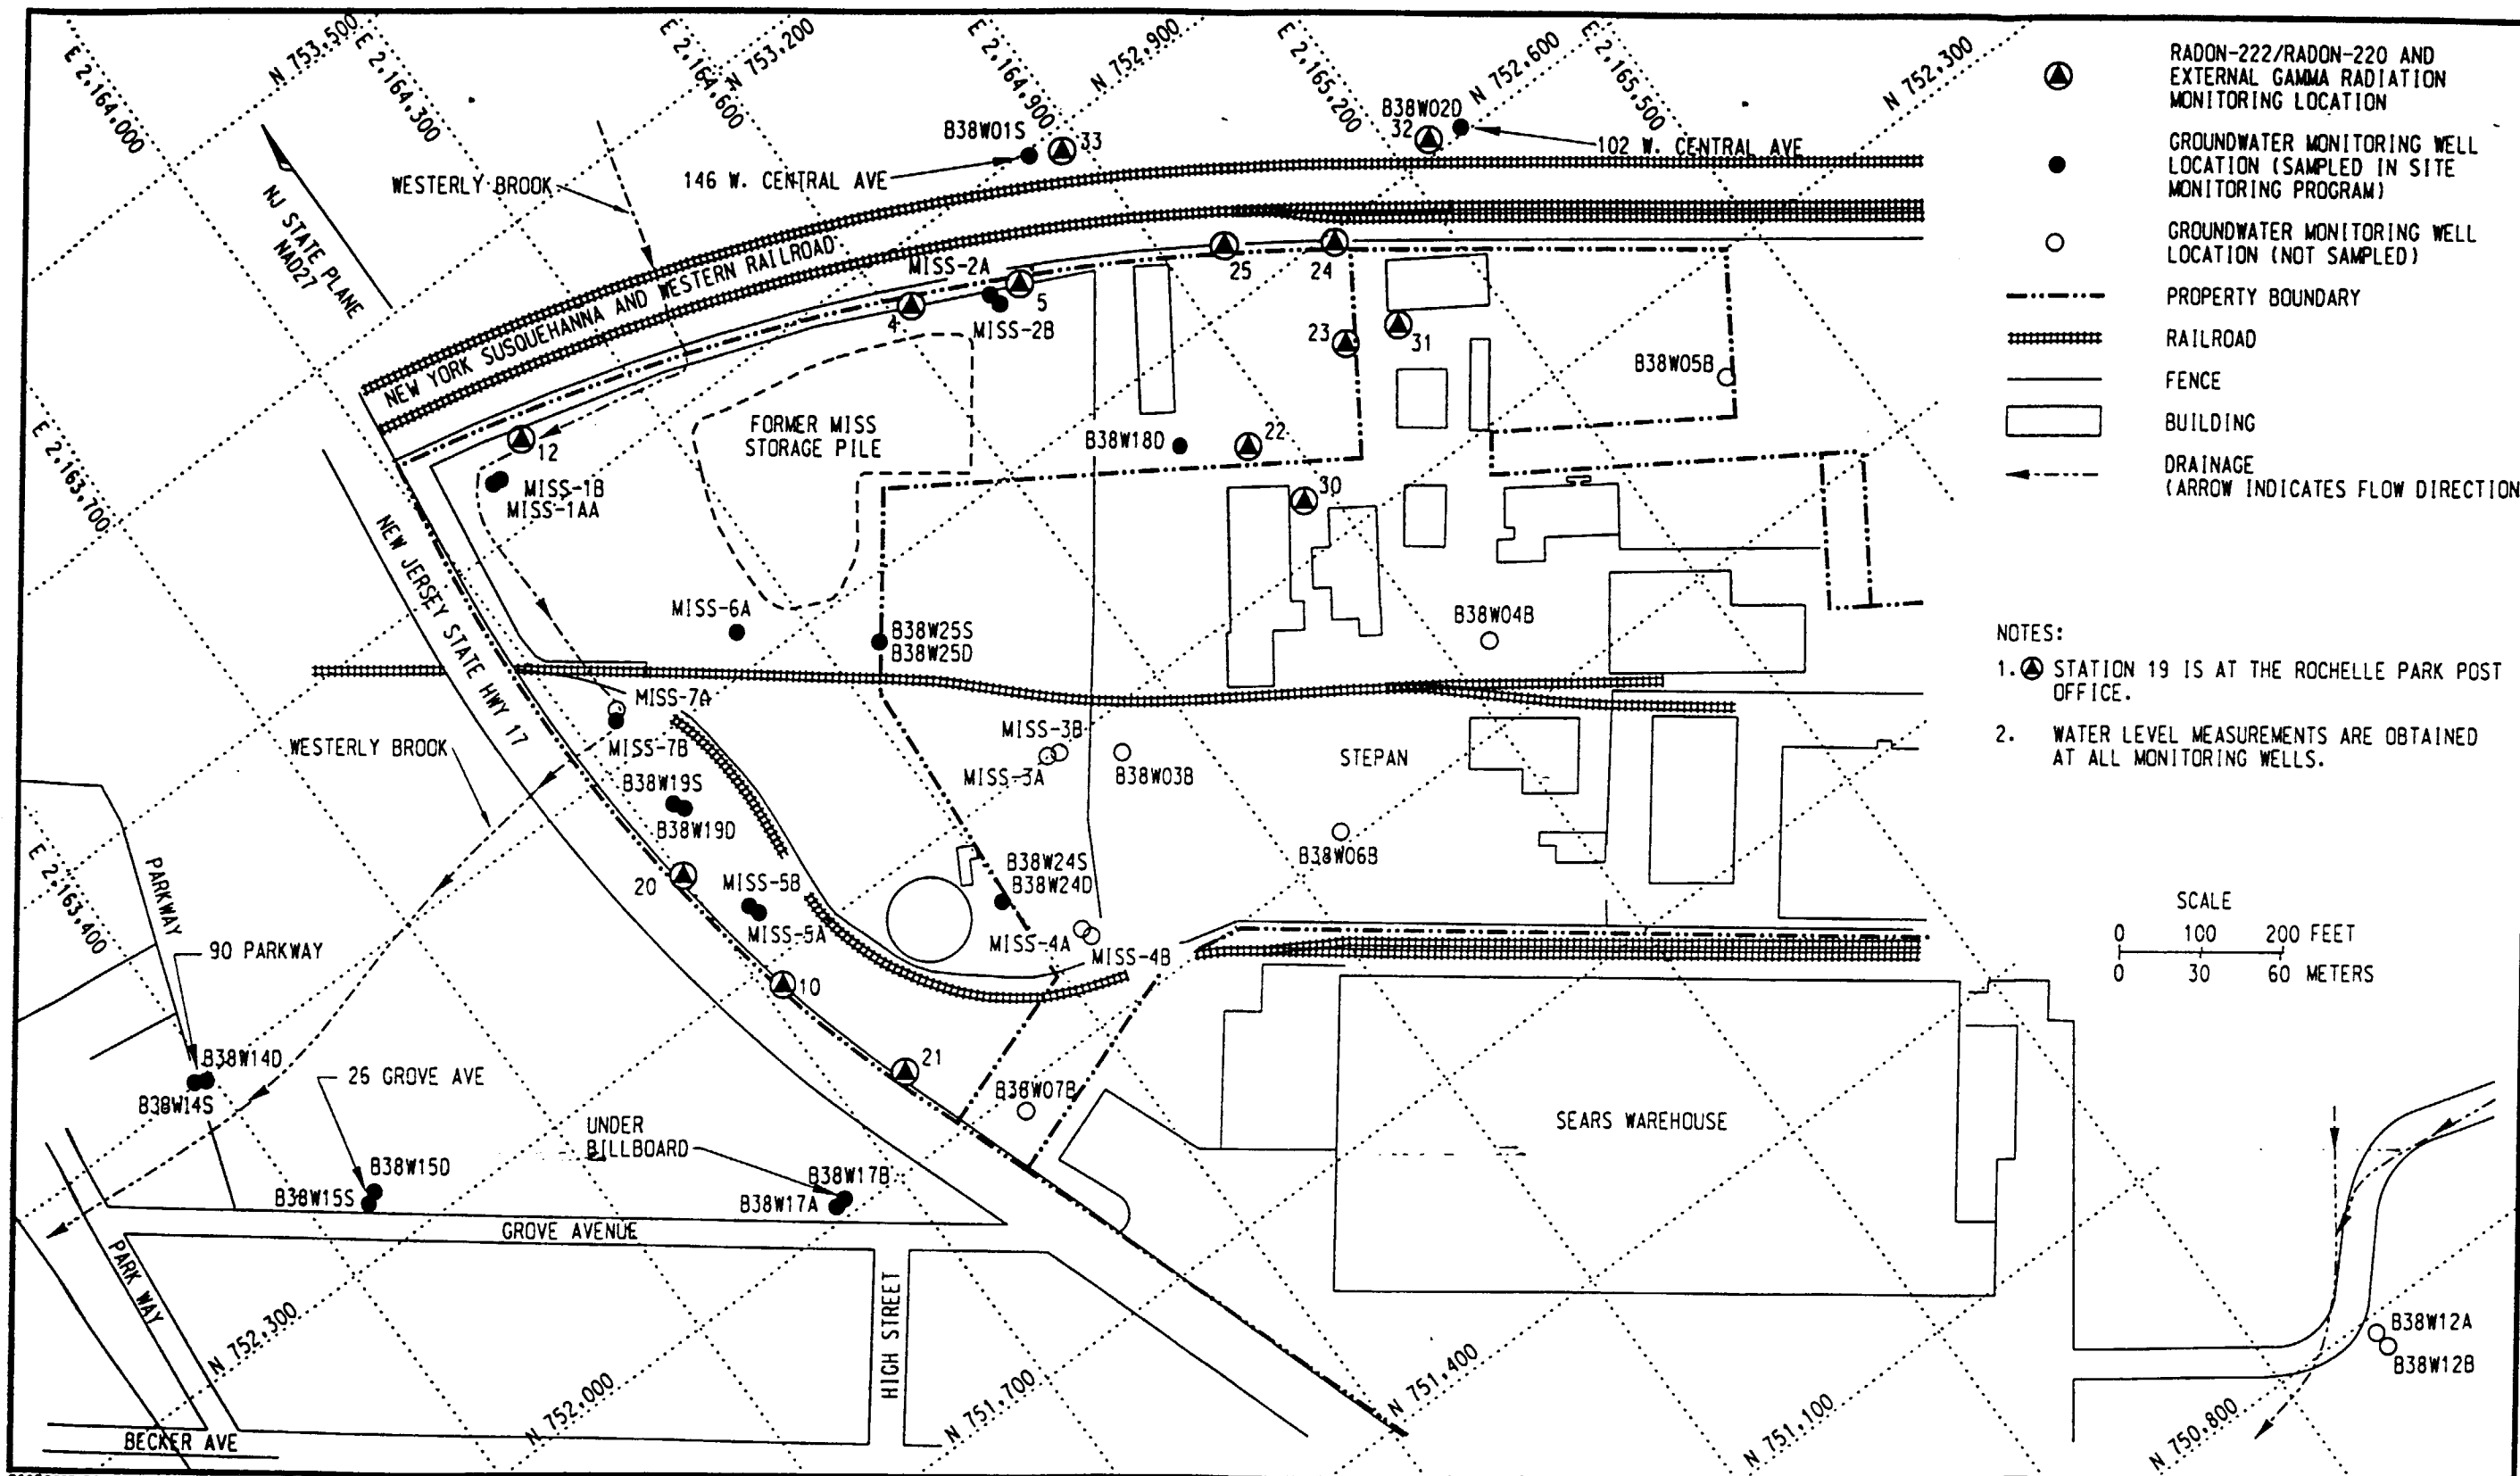 E 2,164,000
N 753,500
E 2,164,300
E 2,164,600
N 753,200
E 2,164,900
N 752,900
E 2,165,200
N 752,600
E 2,165,500
N 752,300
RADON-222/RADON-220 AND
EXTERNAL GAMMA RADIATION
MONITORING LOCATION
GROUNDWATER MONITORING WELL
LOCATION (SAMPLED IN SITE
MONITORING PROGRAM)
GROUNDWATER MONITORING WELL
LOCATION (NOT SAMPLED)
PROPERTY BOUNDARY
RAILROAD
FENCE
BUILDING
DRAINAGE
(ARROW INDICATES FLOW DIRECTION
NOTES:
1. STATION 19 IS AT THE ROCHELLE PARK POST
OFFICE.
2. WATER LEVEL MEASUREMENTS ARE OBTAINED
AT ALL MONITORING WELLS.
SCALE
0 100 200 FEET
0 30 60 METERS
B38W01S
33
B38W02D
32
102 W. CENTRAL AVE
146 W. CENTRAL AVE
WESTERLY BROOK
NJ STATE PLANE
NAD27
NEW YORK SUSQUEHANNA AND WESTERN RAILROAD
MISS-2A
5
4
MISS-2B
25
24
23
31
B38W05B
FORMER MISS
STORAGE PILE
B38W18D
22
30
12
MISS-1B
MISS-1AA
E 2,163,700
NEW JERSEY STATE HWY 17
MISS-6A
B38W25S
B38W25D
B38W04B
MISS-7A
MISS-7B
WESTERLY BROOK
MISS-3B
MISS-3A
B38W03B
STEPAN
B38W19S
B38W19D
B38W06B
E 2,163,400
PARKWAY
20
MISS-5B
MISS-5A
B38W24S
B38W24D
MISS-4A
MISS-4B
90 PARKWAY
10
B38W14D
B38W14S
26 GROVE AVE
21
B38W07B
UNDER
BILLBOARD
SEARS WAREHOUSE
B38W15D
B38W15S
B38W17B
B38W17A
GROVE AVENUE
PARK WAY
HIGH STREET
N 752,300
N 752,000
N 751,700
N 751,400
N 751,100
N 750,800
B38W12A
B38W12B
BECKER AVE